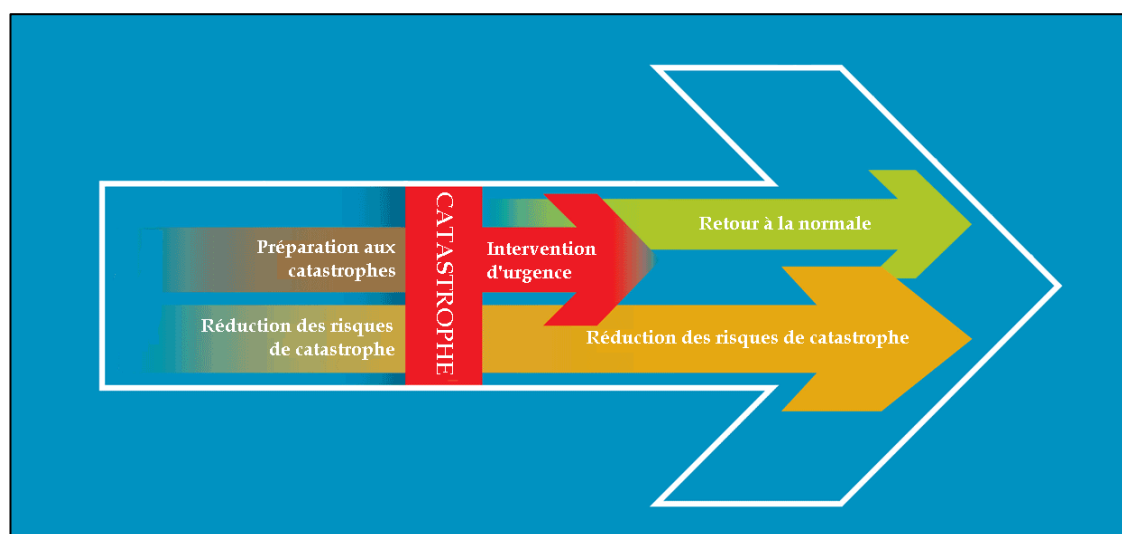 Préparation aux
catastrophes
Réduction des risques
de catastrophe
CATASTROPHE
Intervention
d'urgence
Retour à la normale
Réduction des risques de catastrophe